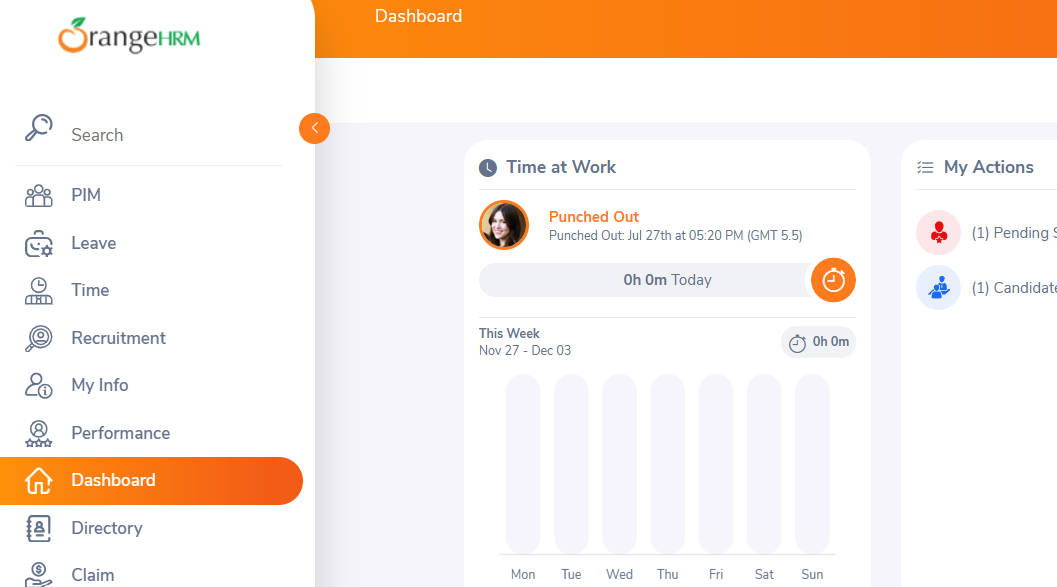 OrangeHRM
Dashboard
Search
PIM
Leave
Time
Recruitment
My Info
Performance
Dashboard
Directory
Claim
Time at Work
Punched Out
Punched Out: Jul 27th at 05:20 PM (GMT 5.5)
0h 0m Today
This Week
Nov 27 - Dec 03
0h 0m
Mon Tue Wed Thu Fri Sat Sun
My Actions
(1) Pending S
(1) Candidate